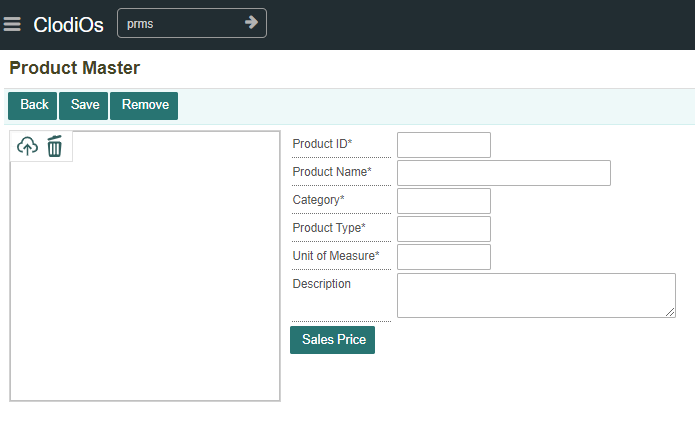 ClodiOs prms
Product Master
Back Save Remove
Product ID*
Product Name*
Category*
Product Type*
Unit of Measure*
Description
Sales Price